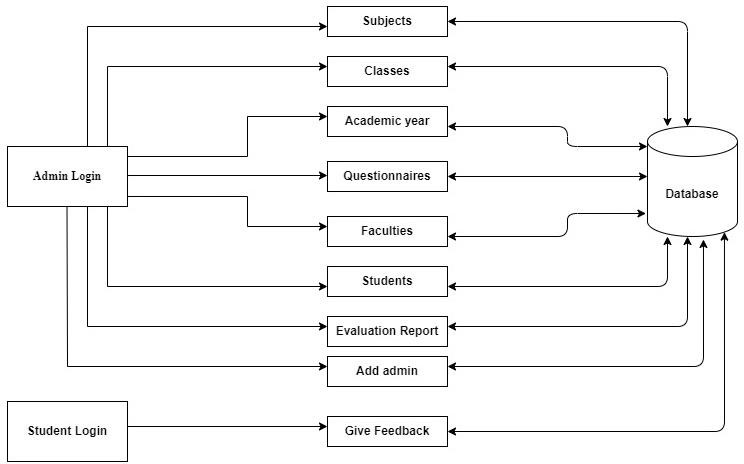 Subjects
Classes
Academic year
Admin Login
Questionnaires
Database
Faculties
Students
Evaluation Report
Add admin
Student Login
Give Feedback